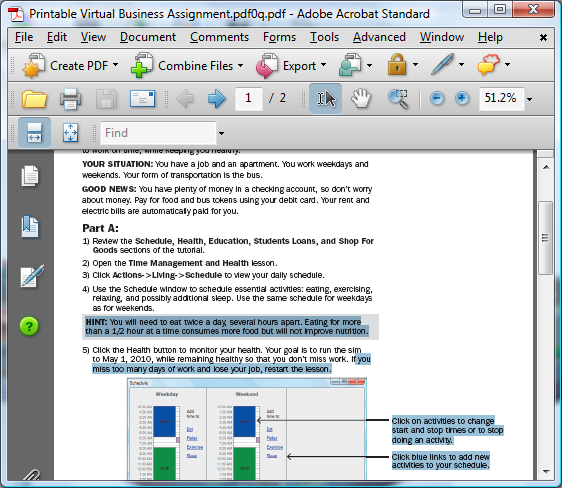 Printable Virtual Business Assignment.pdf0q.pdf - Adobe Acrobat Standard
File Edit View Document Comments Forms Tools Advanced Window Help x
Create PDF Combine Files Export
1 / 2 51.2%
Find
to work on time, while keeping you healthy.
YOUR SITUATION: You have a job and an apartment. You work weekdays and
weekends. Your form of transportation is the bus.
GOOD NEWS: You have plenty of money in a checking account, so don't worry
about money. Pay for food and bus tokens using your debit card. Your rent and
electric bills are automatically paid for you.
Part A:
1) Review the Schedule, Health, Education, Students Loans, and Shop For
Goods sections of the tutorial.
2) Open the Time Management and Health lesson.
3) Click Actions->Living->Schedule to view your daily schedule.
4) Use the Schedule window to schedule essential activities: eating, exercising,
relaxing, and possibly additional sleep. Use the same schedule for weekdays
as for weekends.
HINT: You will need to eat twice a day, several hours apart. Eating for more
than a 1/2 hour at a time consumes more food but will not improve nutrition.
5) Click the Health button to monitor your health. Your goal is to run the sim
to May 1, 2010, while remaining healthy so that you don't miss work. If you
miss too many days of work and lose your job, restart the lesson.
Schedule
Weekday Weekend
Add time to: Add time to:
Eat Eat
Relax Relax
Exercise Exercise
Sleep Sleep
Click on activities to change
start and stop times or to stop
doing an activity.
Click blue links to add new
activities to your schedule.